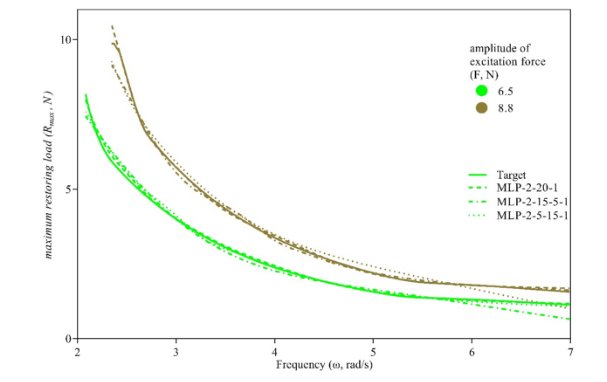 10
5
0
2
3
4
5
6
7
maximum restoring load (Rmax, N)
Frequency (ω, rad/s)
amplitude of
excitation force
(F, N)
6.5
8.8
Target
MLP-2-20-1
MLP-2-15-5-1
MLP-2-5-15-1